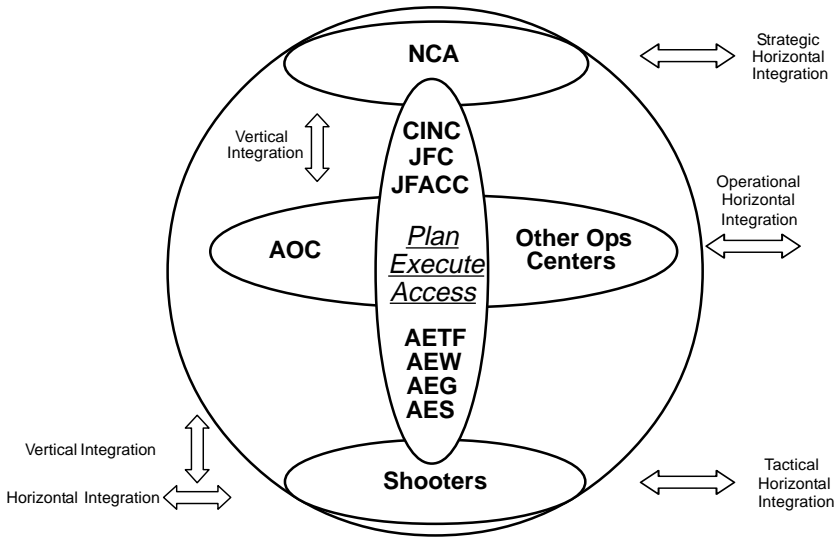 NCA
Strategic
Horizontal
Integration
Vertical
Integration
CINC
JFC
JFACC
Operational
Horizontal
Integration
AOC
Plan
Execute
Access
Other Ops
Centers
AETF
AEW
AEG
AES
Vertical Integration
Horizontal Integration
Shooters
Tactical
Horizontal
Integration